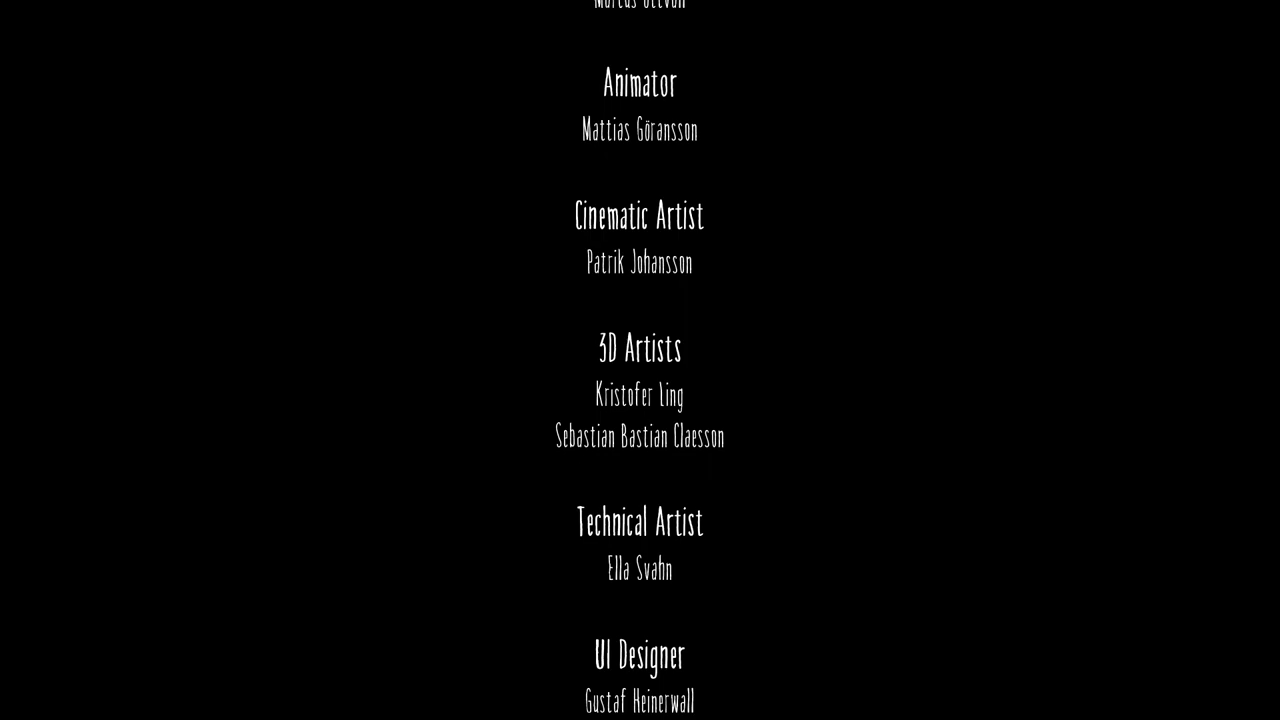 Animator
Mattias Göransson
Cinematic Artist
Patrik Johansson
3D Artists
Kristofer Ling
Sebastian Bastian Claesson
Technical Artist
Ella Svahn
UI Designer
Gustaf Heinerwall